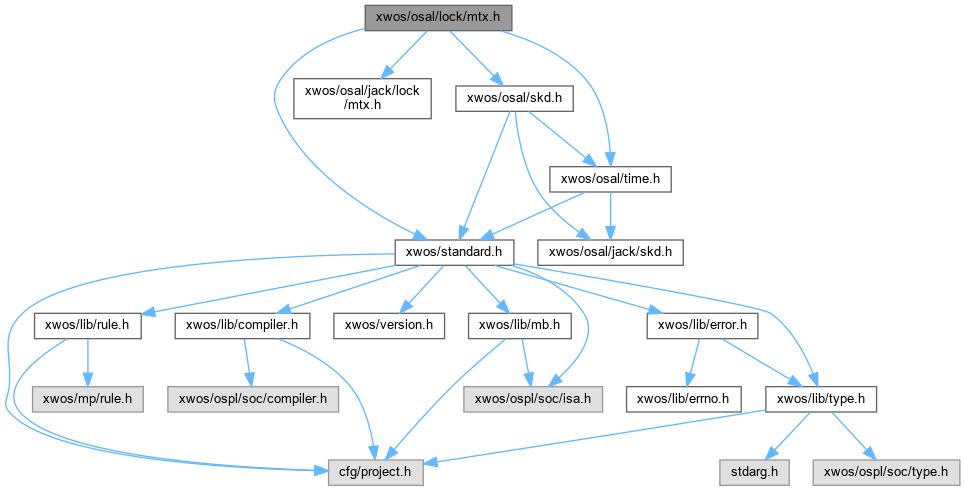 xwos/osal/lock/mtx.h
xwos/osal/jack/lock
/mtx.h
xwos/osal/skd.h
xwos/osal/time.h
xwos/standard.h
xwos/osal/jack/skd.h
xwos/lib/rule.h
xwos/lib/compiler.h
xwos/version.h
xwos/lib/mb.h
xwos/lib/error.h
xwos/mp/rule.h
xwos/ospl/soc/compiler.h
xwos/ospl/soc/isa.h
xwos/lib/errno.h
xwos/lib/type.h
cfg/project.h
stdarg.h
xwos/ospl/soc/type.h